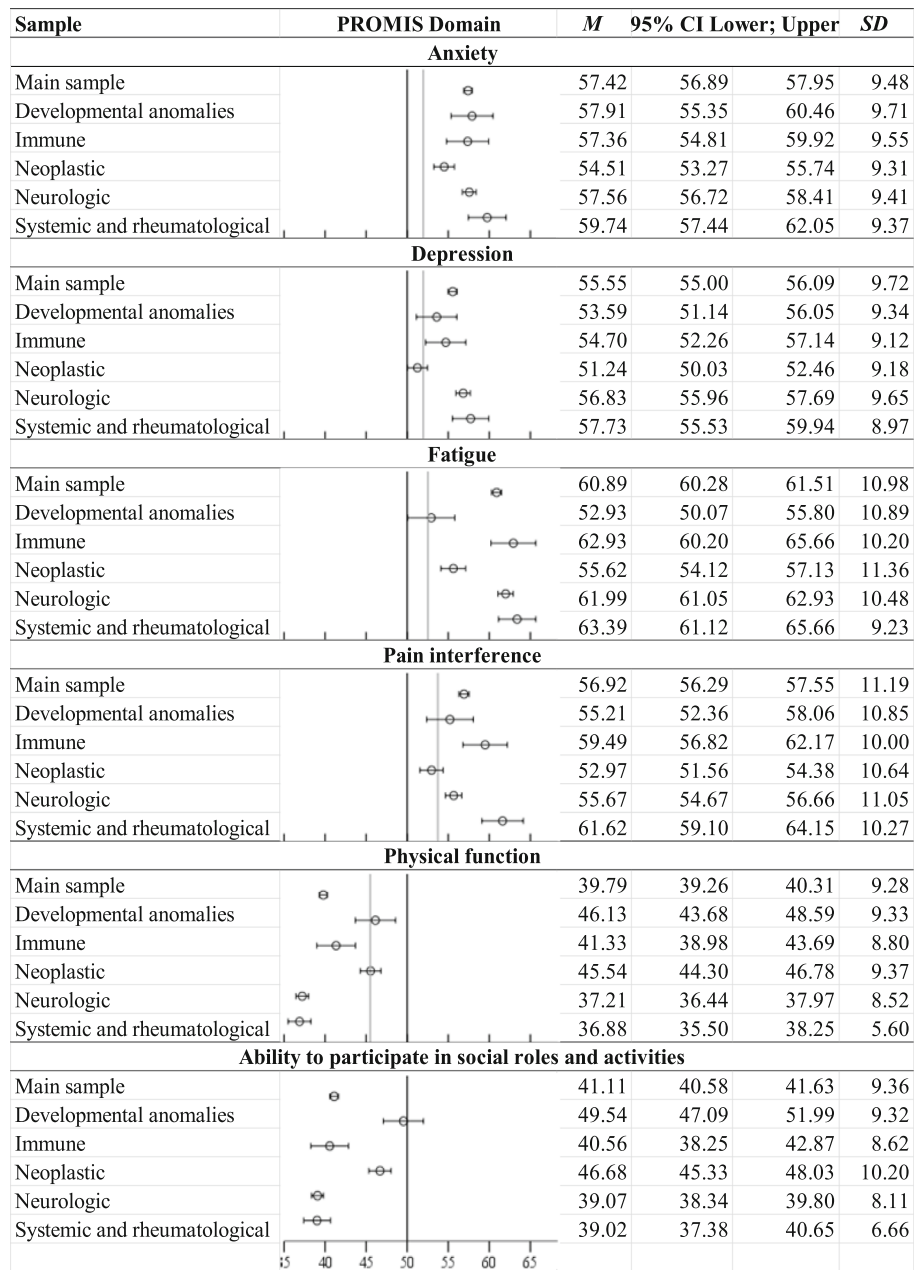 Sample PROMIS Domain M 95% CI Lower; Upper SD
Anxiety
Main sample 57.42 56.89 57.95 9.48
Developmental anomalies 57.91 55.35 60.46 9.71
Immune 57.36 54.81 59.92 9.55
Neoplastic 54.51 53.27 55.74 9.31
Neurologic 57.56 56.72 58.41 9.41
Systemic and rheumatological 59.74 57.44 62.05 9.37
Depression
Main sample 55.55 55.00 56.09 9.72
Developmental anomalies 53.59 51.14 56.05 9.34
Immune 54.70 52.26 57.14 9.12
Neoplastic 51.24 50.03 52.46 9.18
Neurologic 56.83 55.96 57.69 9.65
Systemic and rheumatological 57.73 55.53 59.94 8.97
Fatigue
Main sample 60.89 60.28 61.51 10.98
Developmental anomalies 52.93 50.07 55.80 10.89
Immune 62.93 60.20 65.66 10.20
Neoplastic 55.62 54.12 57.13 11.36
Neurologic 61.99 61.05 62.93 10.48
Systemic and rheumatological 63.39 61.12 65.66 9.23
Pain interference
Main sample 56.92 56.29 57.55 11.19
Developmental anomalies 55.21 52.36 58.06 10.85
Immune 59.49 56.82 62.17 10.00
Neoplastic 52.97 51.56 54.38 10.64
Neurologic 55.67 54.67 56.66 11.05
Systemic and rheumatological 61.62 59.10 64.15 10.27
Physical function
Main sample 39.79 39.26 40.31 9.28
Developmental anomalies 46.13 43.68 48.59 9.33
Immune 41.33 38.98 43.69 8.80
Neoplastic 45.54 44.30 46.78 9.37
Neurologic 37.21 36.44 37.97 8.52
Systemic and rheumatological 36.88 35.50 38.25 5.60
Ability to participate in social roles and activities
Main sample 41.11 40.58 41.63 9.36
Developmental anomalies 49.54 47.09 51.99 9.32
Immune 40.56 38.25 42.87 8.62
Neoplastic 46.68 45.33 48.03 10.20
Neurologic 39.07 38.34 39.80 8.11
Systemic and rheumatological 39.02 37.38 40.65 6.66
40 45 50 55 60 65